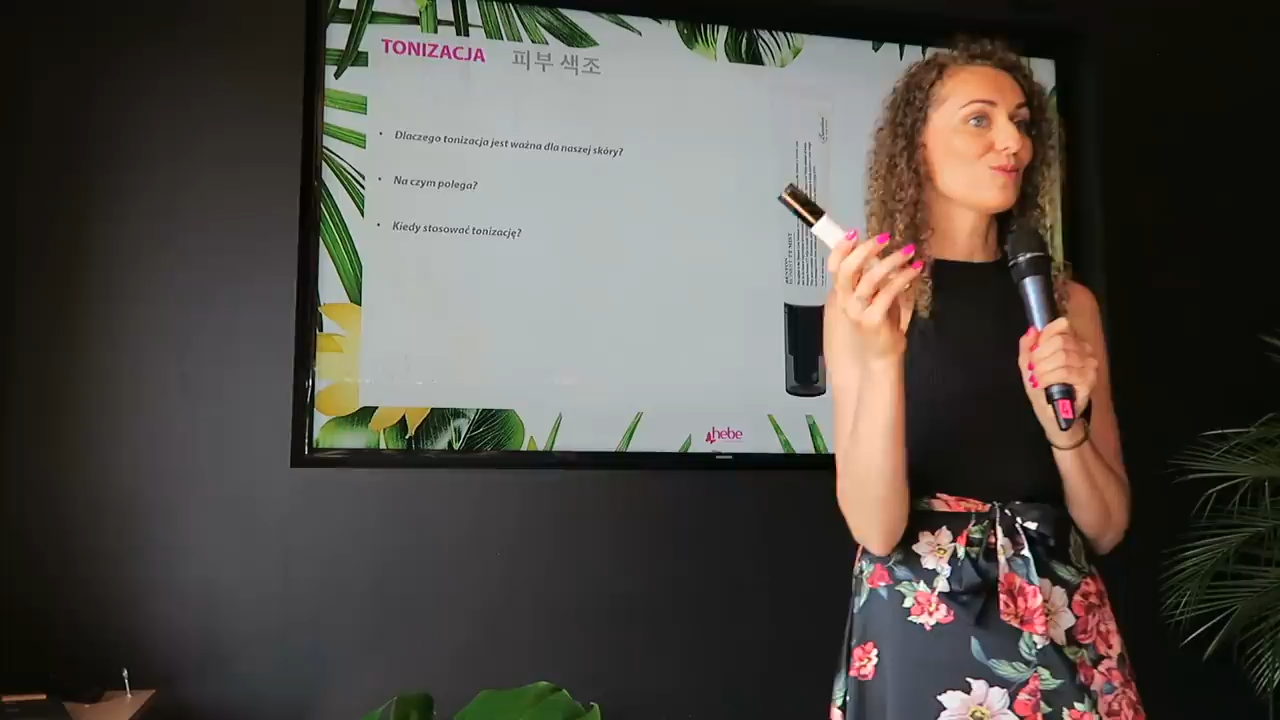 TONIZACJA 피부 색조
Dlaczego tonizacja jest ważna dla naszej skóry?
Na czym polega?
Kiedy stosować tonizację?
hebe